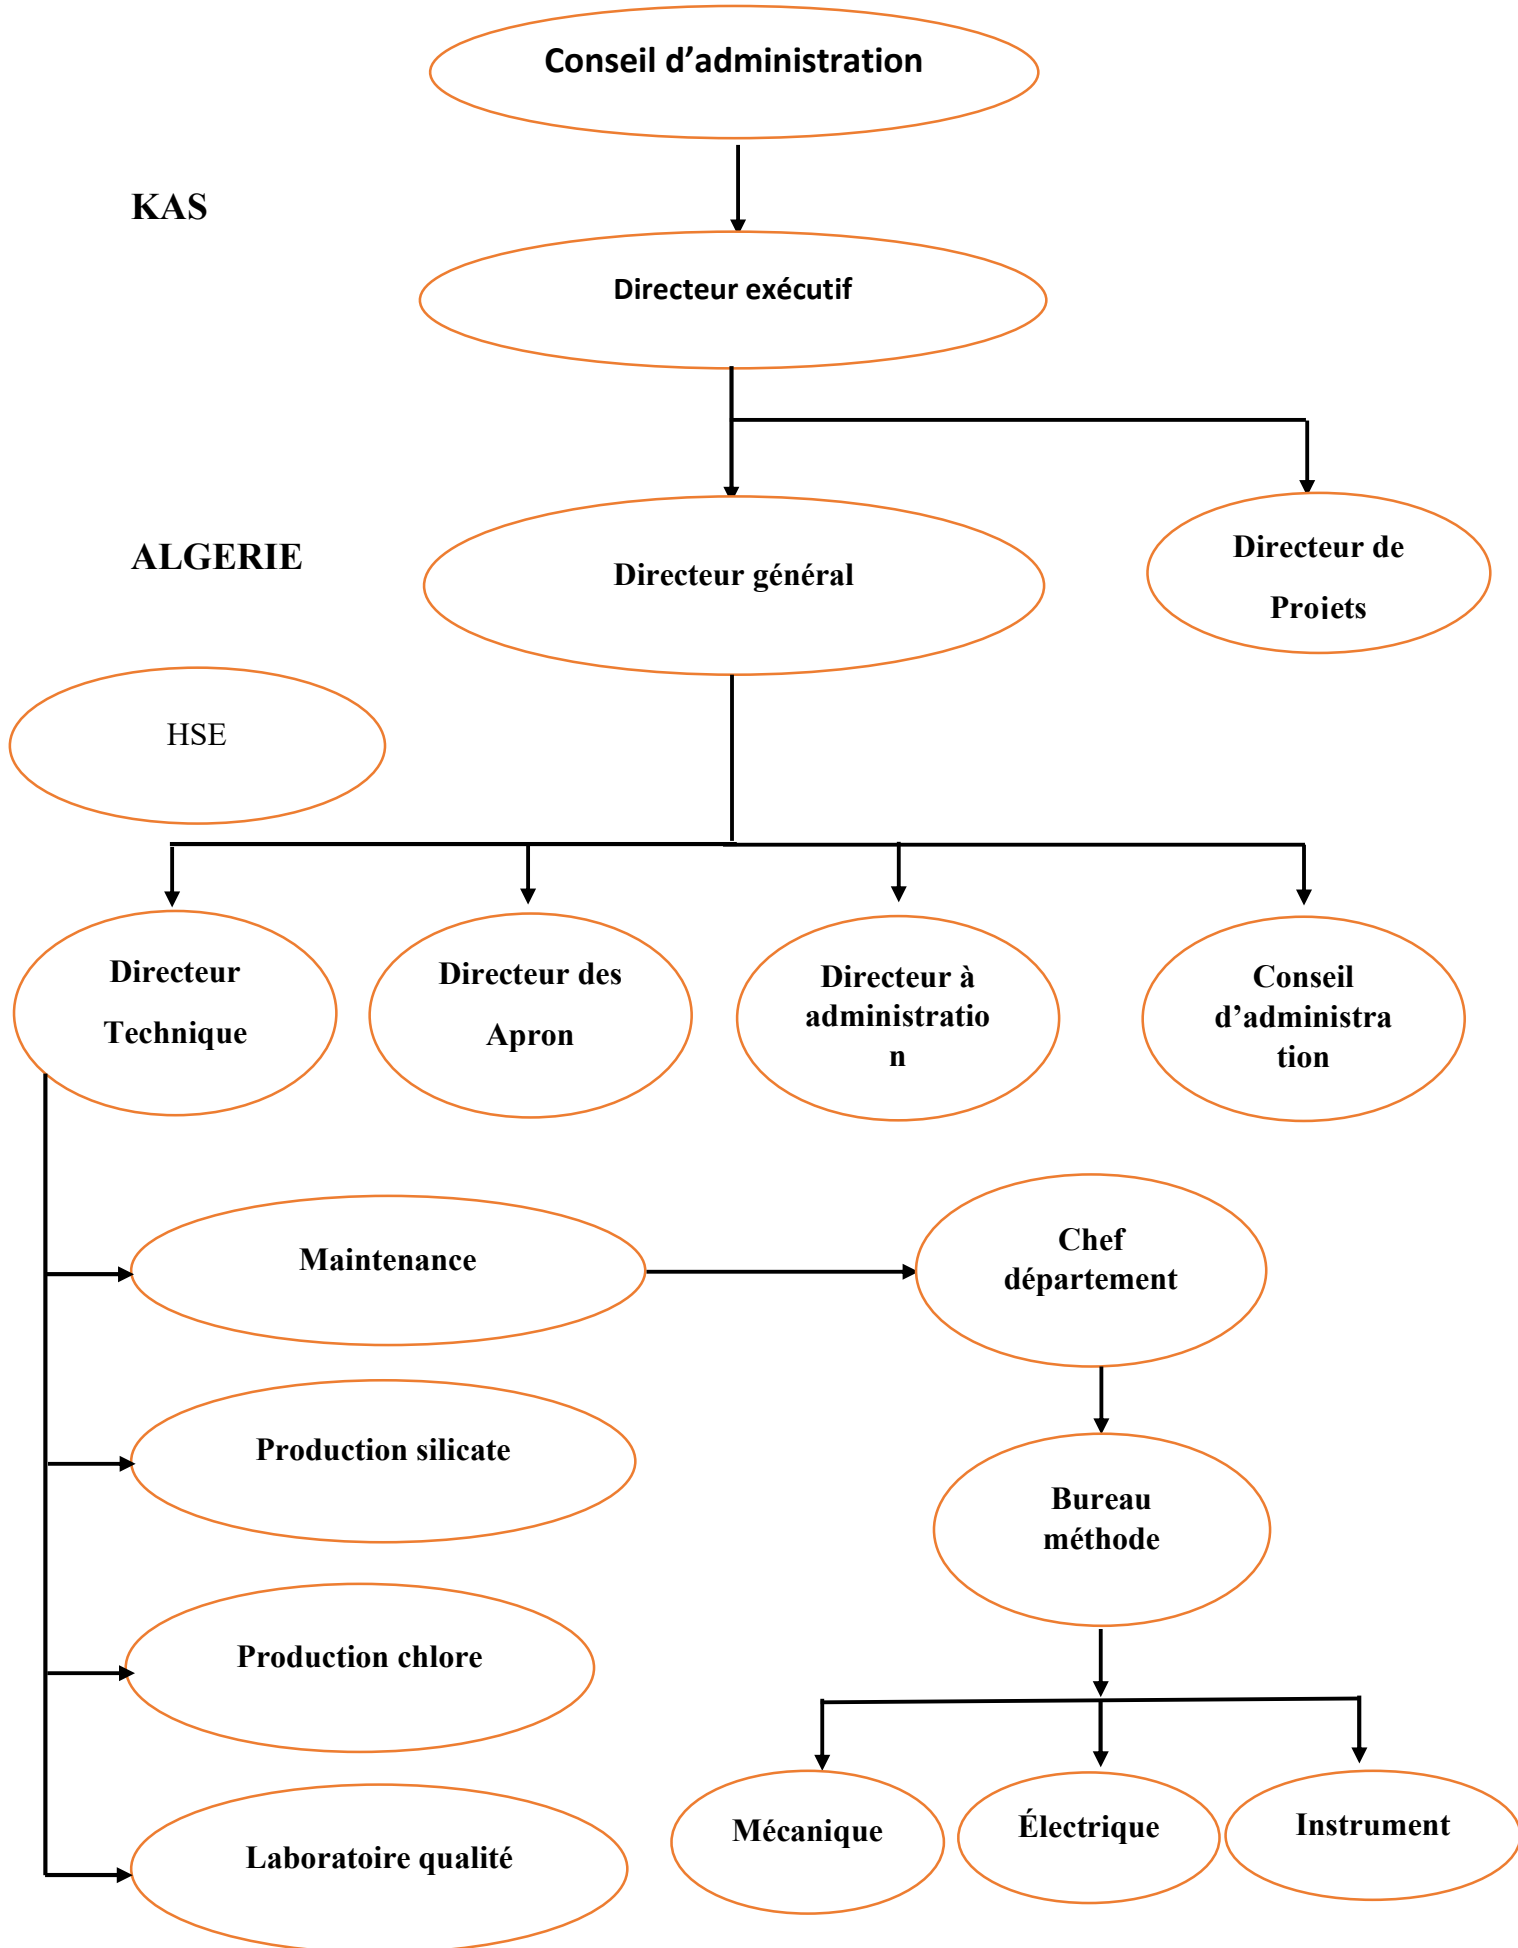 Conseil d’administration
KAS
Directeur exécutif
ALGERIE
Directeur général
Directeur de
Projets
HSE
Directeur
Technique
Directeur des
Apron
Directeur à
administratio
n
Conseil
d’administra
tion
Maintenance
Chef
département
Production silicate
Bureau
méthode
Production chlore
Laboratoire qualité
Mécanique
Électrique
Instrument